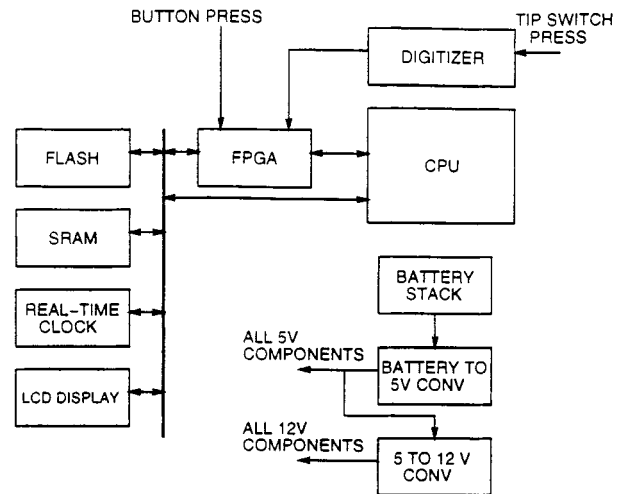 BUTTON PRESS
TIP SWITCH
PRESS
DIGITIZER
FLASH
FPGA
CPU
SRAM
BATTERY
STACK
REAL-TIME
CLOCK
ALL 5V
COMPONENTS
BATTERY TO
5V CONV
LCD DISPLAY
ALL 12V
COMPONENTS
5 TO 12 V
CONV